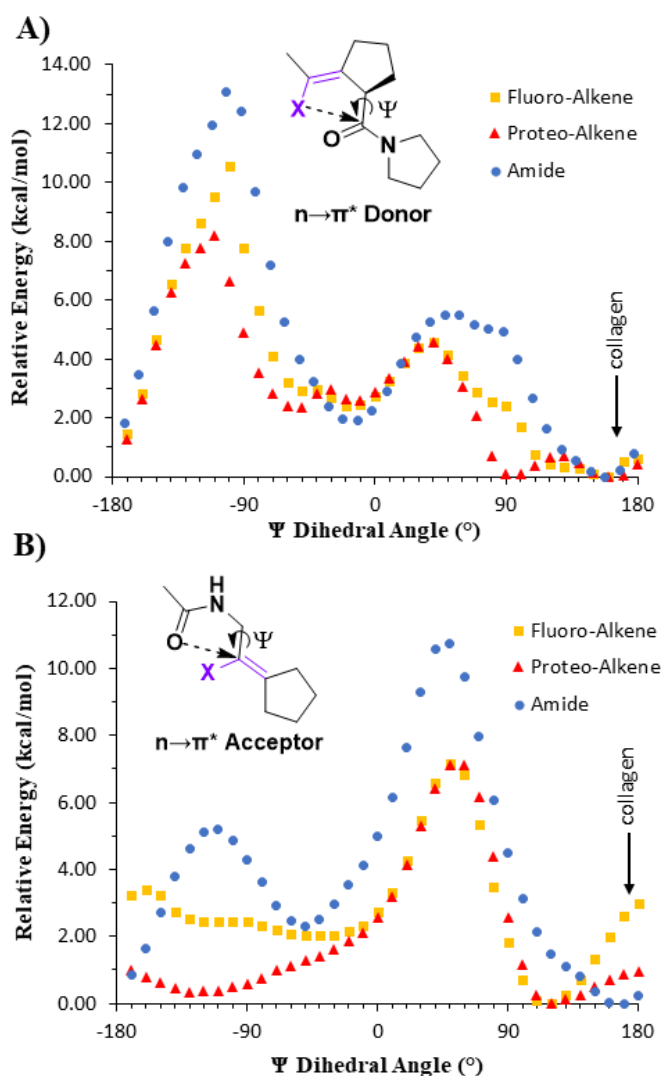 A)
14.00
12.00
10.00
8.00
6.00
4.00
2.00
0.00
Relative Energy (kcal/mol)
-180
-90
0
90
180
Ψ Dihedral Angle (°)
X
Ψ
O
N
n→π* Donor
Fluoro-Alkene
Proteo-Alkene
Amide
collagen
B)
12.00
10.00
8.00
6.00
4.00
2.00
0.00
Relative Energy (kcal/mol)
-180
-90
0
90
180
Ψ Dihedral Angle (°)
H
N
O
Ψ
X
n→π* Acceptor
Fluoro-Alkene
Proteo-Alkene
Amide
collagen